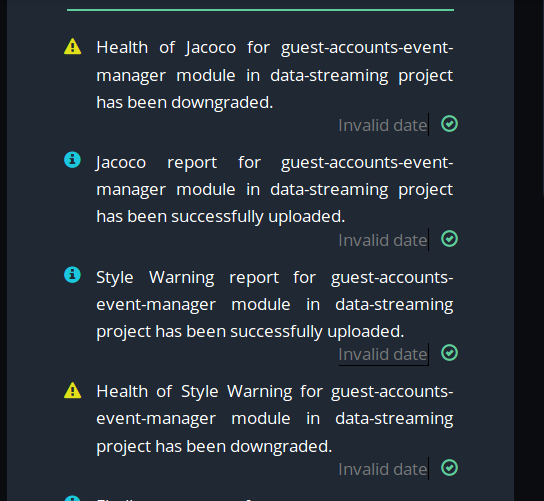 Health of Jacoco for guest-accounts-event-
manager module in data-streaming project
has been downgraded.
Invalid date
Jacoco report for guest-accounts-event-
manager module in data-streaming project
has been successfully uploaded.
Invalid date
Style Warning report for guest-accounts-
event-manager module in data-streaming
project has been successfully uploaded.
Invalid date
Health of Style Warning for guest-accounts-
event-manager module in data-streaming
project has been downgraded.
Invalid date